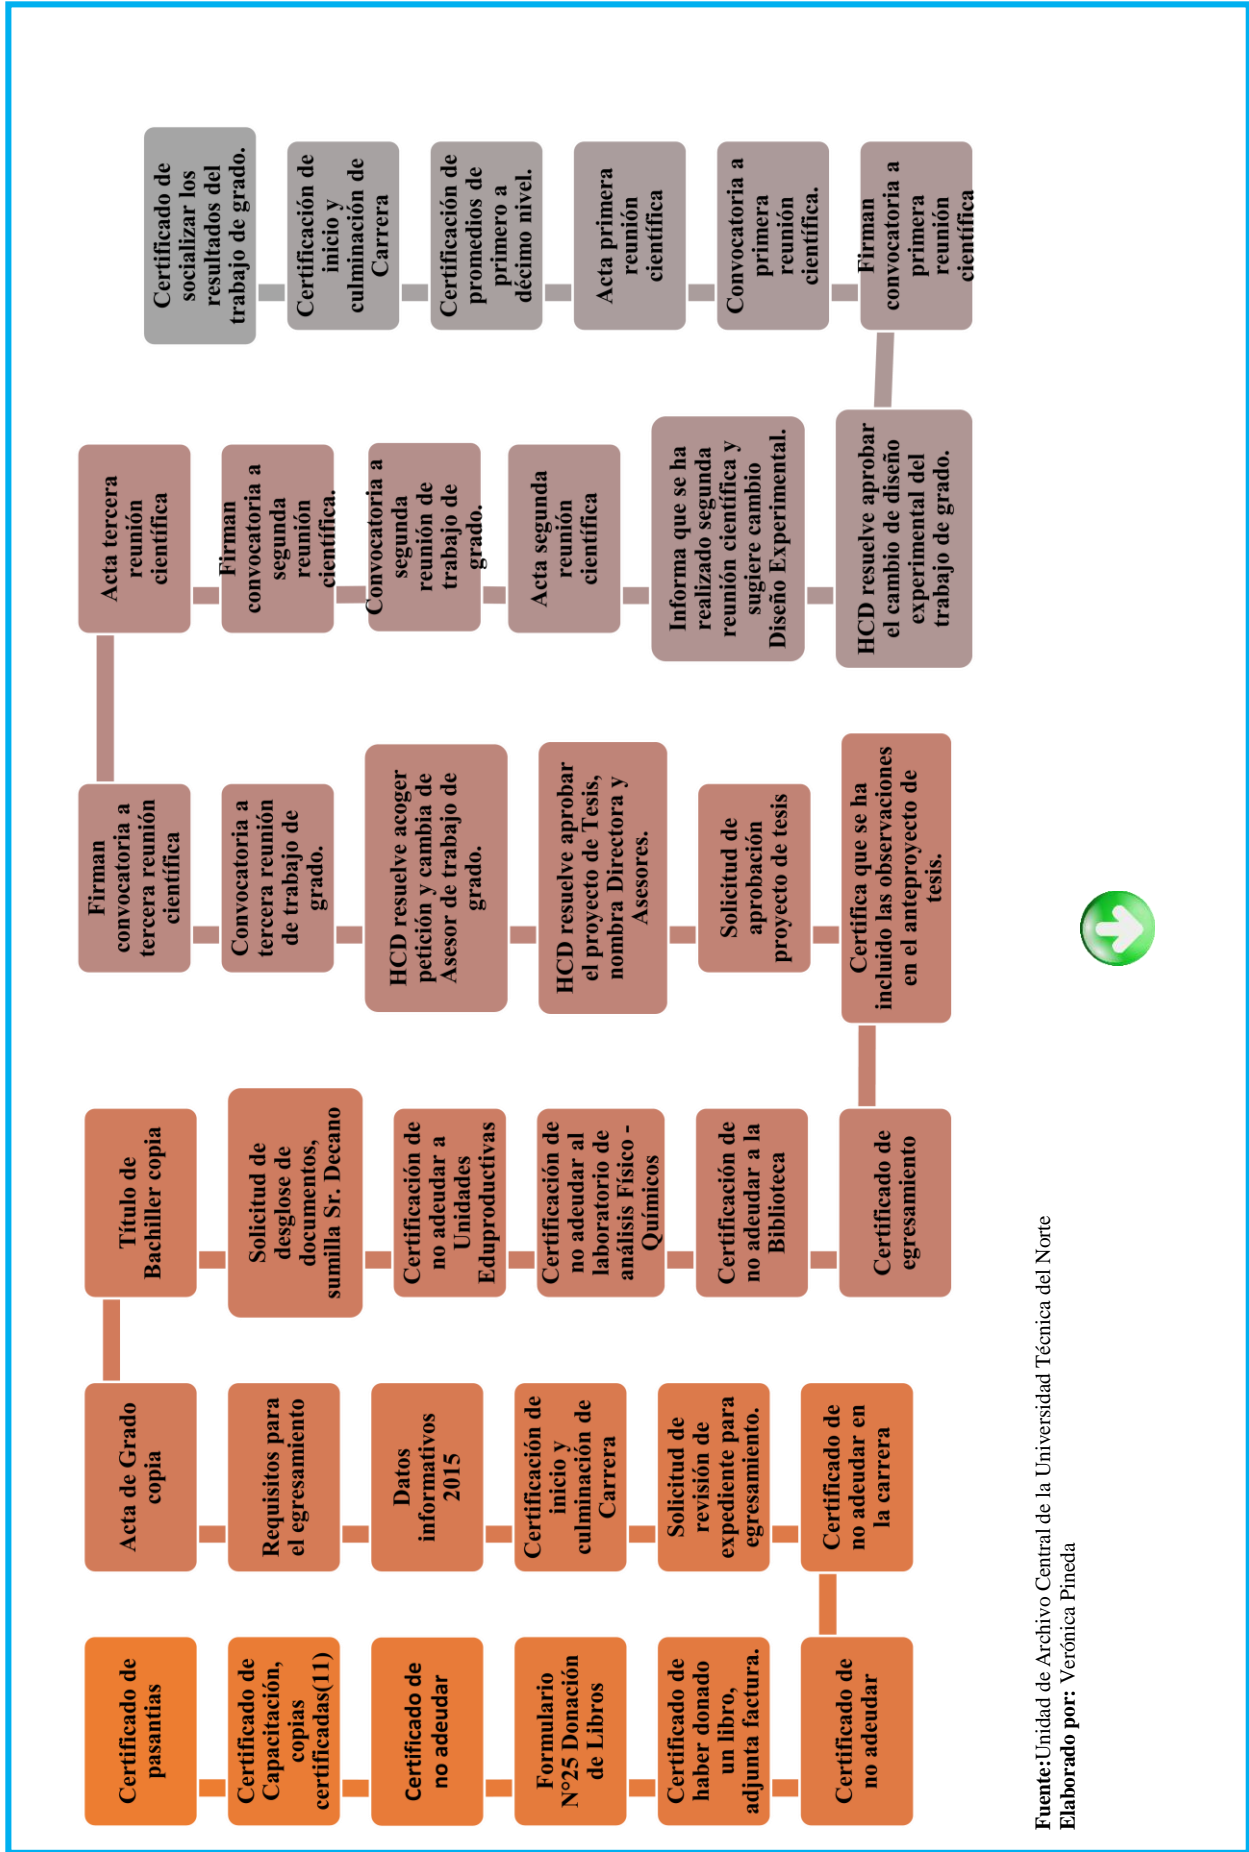 Certificado de
pasantias
Certificado de
Capacitación,
copias
certificadas(11)
Certificado de
no adeudar
Formulario
N°25 Donación
de Libros
Certificado de
haber donado
un libro,
adjunta factura.
Certificado de
no adeudar
Certificado de
no adeudar en
la carrera
Solicitud de
revisión de
expediente para
egresamiento.
Certificación de
inicio y
culminación de
Carrera
Datos
informativos
2015
Requisitos para
el egresamiento
Acta de Grado
copia
Título de
Bachiller copia
Solicitud de
desglose de
documentos,
sumilla Sr. Decano
Certificación de
no adeudar a
Unidades
Eduproductivas
Certificación de
no adeudar al
laboratorio de
análisis Físico -
Químicos
Certificación de
no adeudar a la
Biblioteca
Certificado de
egresamiento
Certifica que se ha
incluido las observaciones
en el anteproyecto de
tesis.
Solicitud de
aprobación
proyecto de tesis
HCD resuelve aprobar
el proyecto de Tesis,
nombra Directora y
Asesores.
HCD resuelve acoger
petición y cambia de
Asesor de trabajo de
grado.
Convocatoria a
tercera reunión
de trabajo de
grado.
Firman
convocatoria a
tercera reunión
científica
Acta tercera
reunión
científica
Firman
convocatoria a
segunda
reunión
científica.
Convocatoria a
segunda
reunión de
trabajo de
grado.
Acta segunda
reunión
científica
Informa que se ha
realizado segunda
reunión científica y
sugiere cambio
Diseño Experimental.
HCD resuelve aprobar
el cambio de diseño
experimental del
trabajo de grado.
Firman
convocatoria a
primera
reunión
científica
Convocatoria a
primera
reunión
científica.
Acta primera
reunión
científica
Certificación de
promedios de
primero a
décimo nivel.
Certificación de
inicio y
culminación de
Carrera
Certificado de
socializar los
resultados del
trabajo de grado.
Fuente:Unidad de Archivo Central de la Universidad Técnica del Norte
Elaborado por: Verónica Pineda